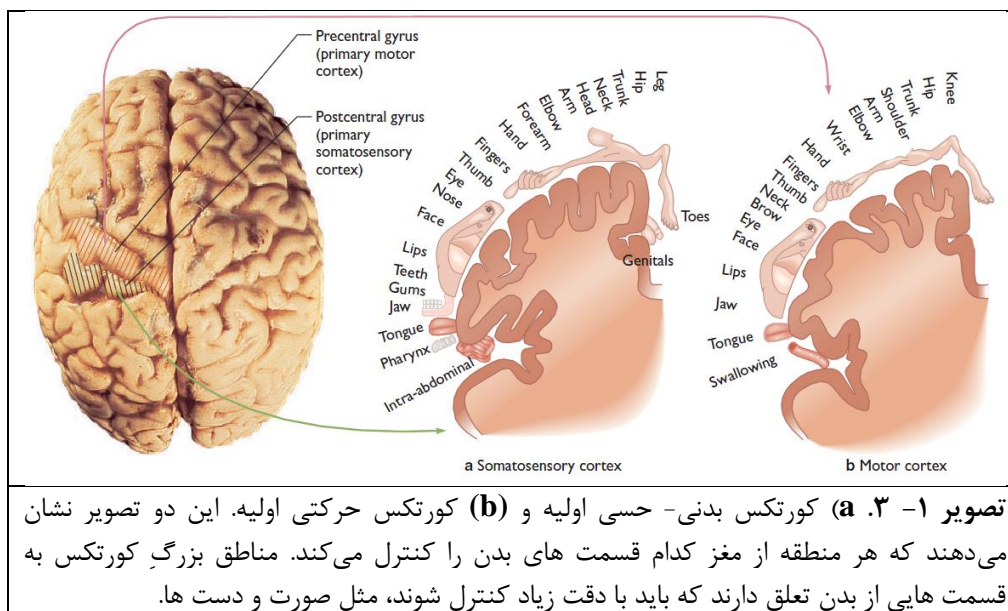 Precentral gyrus
(primary motor
cortex)
Postcentral gyrus
(primary
somatosensory
cortex)
Leg
Hip
Trunk
Neck
Head
Arm
Elbow
Forearm
Hand
Fingers
Thumb
Eye
Nose
Face
Lips
Teeth
Gums
Jaw
Tongue
Pharynx
Intra-abdominal
Toes
Genitals
a Somatosensory cortex
Knee
Hip
Trunk
Shoulder
Arm
Elbow
Wrist
Hand
Fingers
Thumb
Neck
Brow
Eye
Face
Lips
Jaw
Tongue
Swallowing
b Motor cortex
تصویر ۱- ۳. a) کورتکس بدنی- حسی اولیه و (b) کورتکس حرکتی اولیه. این دو تصویر نشان
می‌دهند که هر منطقه از مغز کدام قسمت های بدن را کنترل می‌کند. مناطق بزرگِ کورتکس به
قسمت هایی از بدن تعلق دارند که باید با دقت زیاد کنترل شوند، مثل صورت و دست ها.